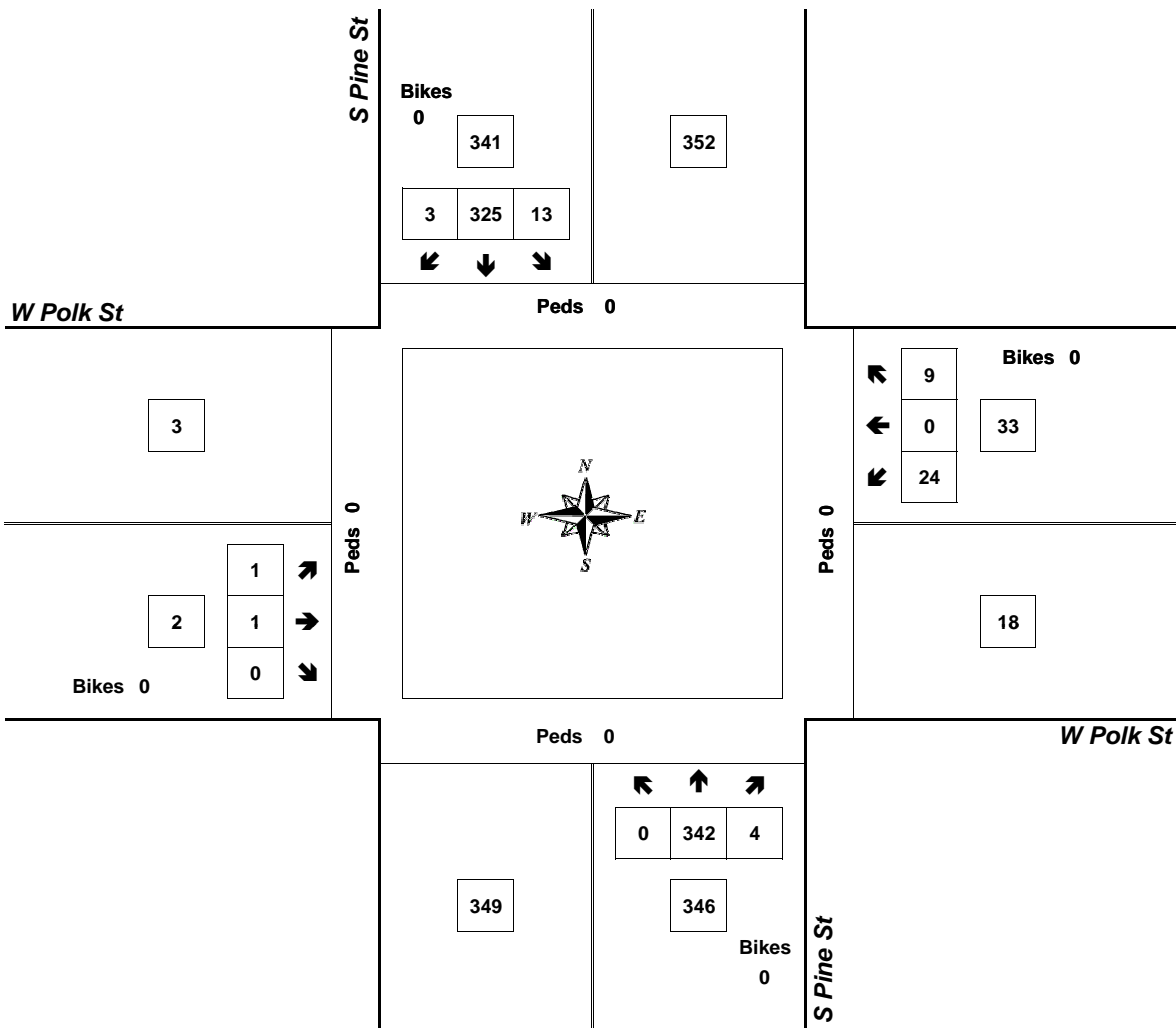 S Pine St
Bikes
0
341
352
3 325 13
Peds 0
W Polk St
Bikes 0
9
3
0
33
24
N
W E
S
Peds 0
Peds 0
1
2
1
18
0
Bikes 0
Peds 0
W Polk St
0 342 4
349
346
Bikes
0
S Pine St